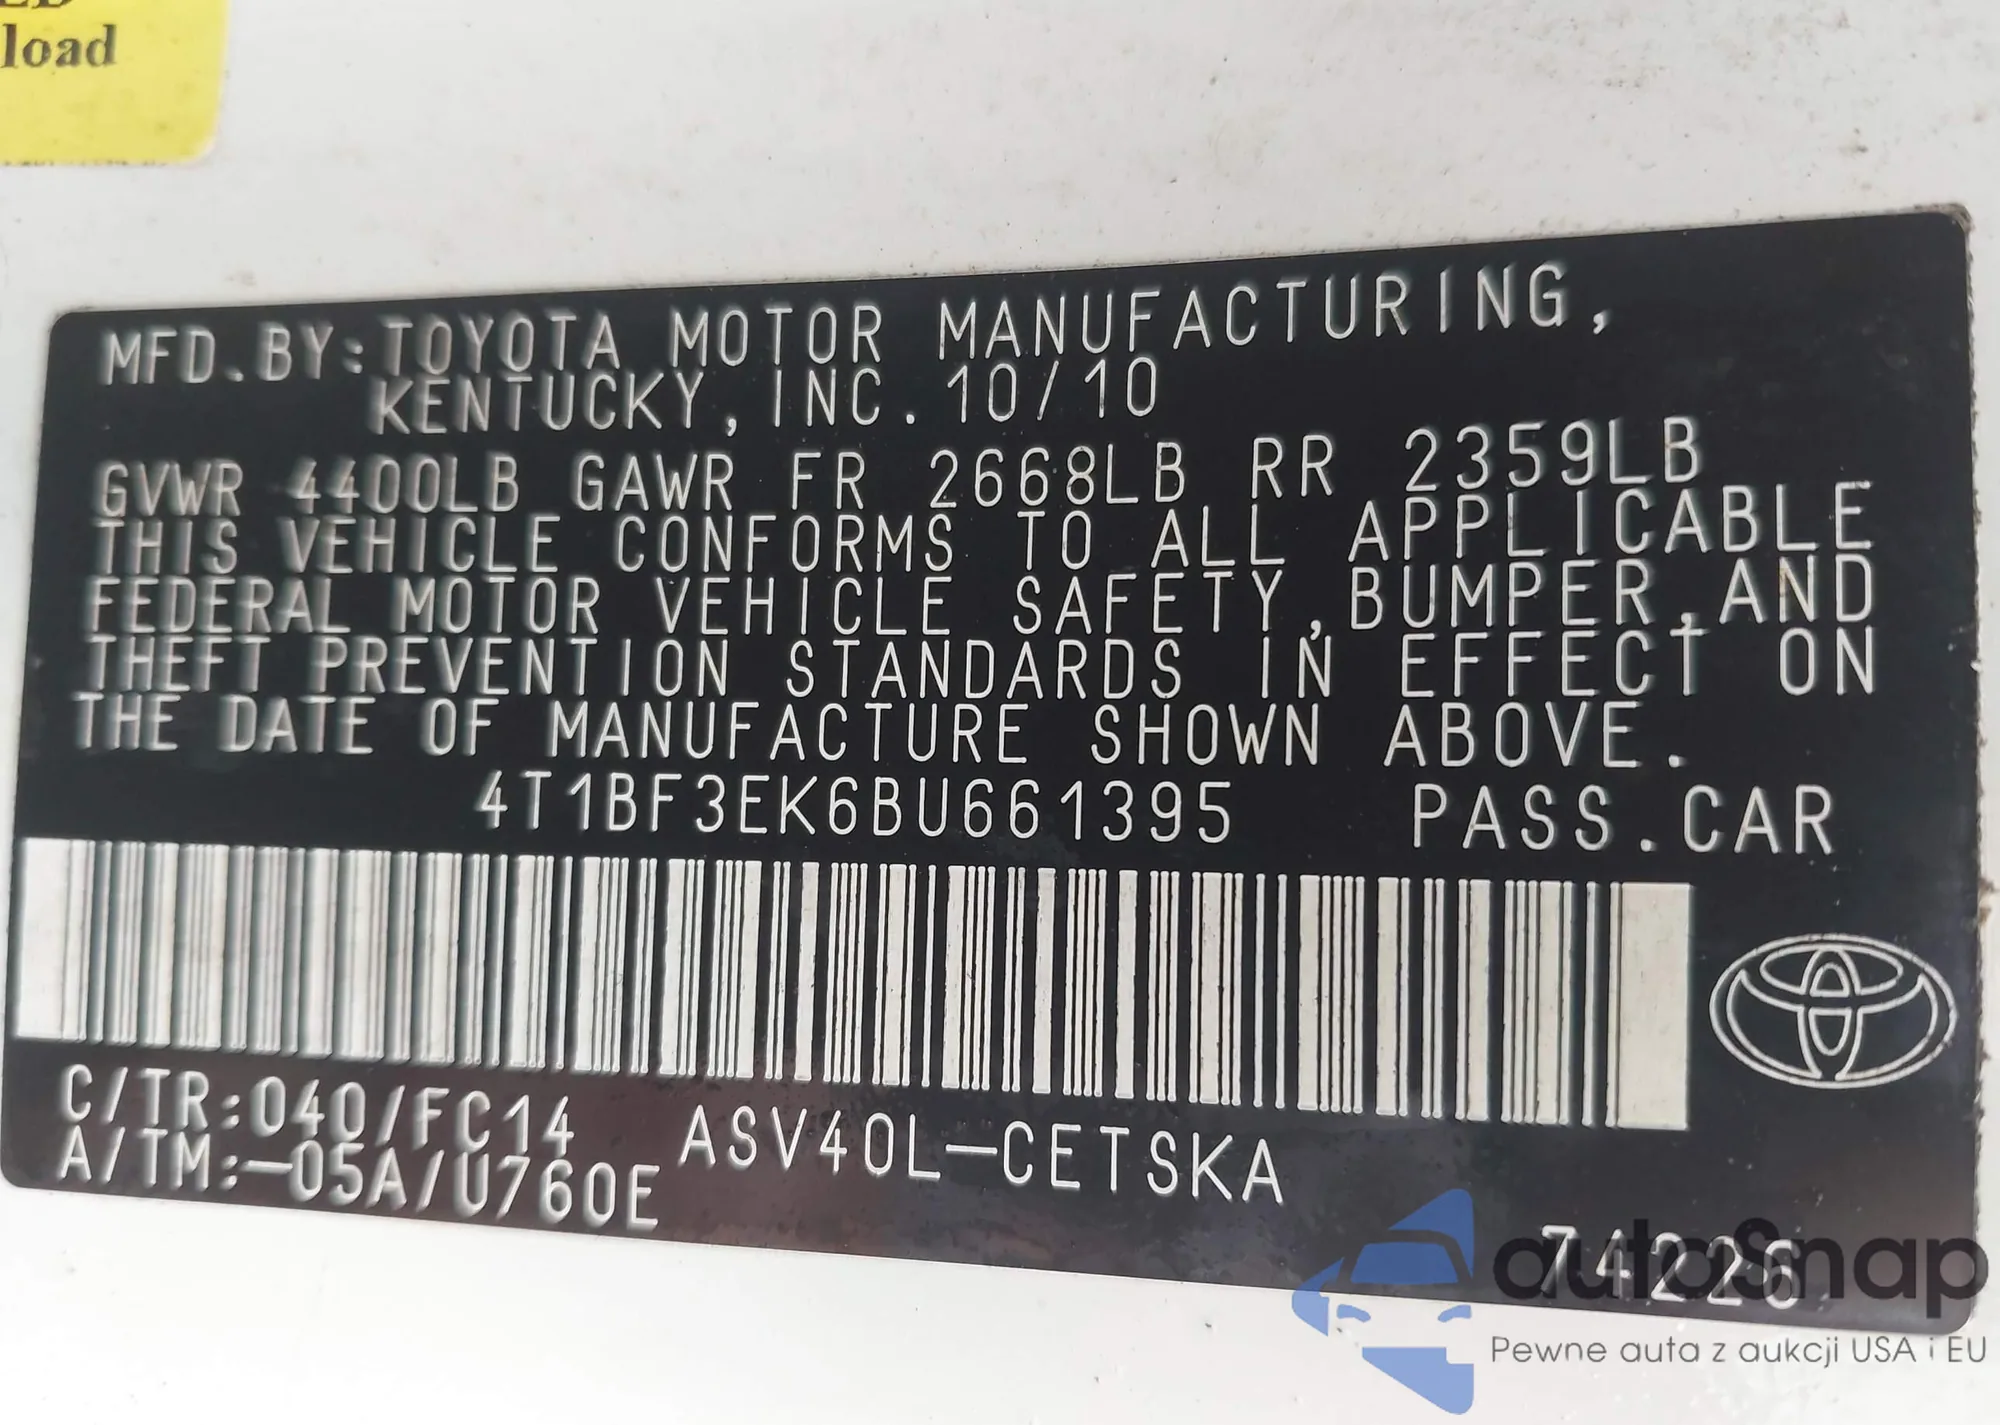 load
MFD.BY:TOYOTA MOTOR MANUFACTURING,
KENTUCKY, INC. 10/10
GVWR 4400LB GAWR FR 2668LB RR 2359LB
THIS VEHICLE CONFORMS TO ALL APPLICABLE
FEDERAL MOTOR VEHICLE SAFETY,BUMPER,AND
THEFT PREVENTION STANDARDS IN EFFECT ON
THE DATE OF MANUFACTURE SHOWN ABOVE.
4T1BF3EK6BU661395 PASS.CAR
C/TR:040/FC14 ASV40L-CETSKA
A/TM:-05A/U760E
74226
autoSnap
Pewne auta z aukcji USA i EU